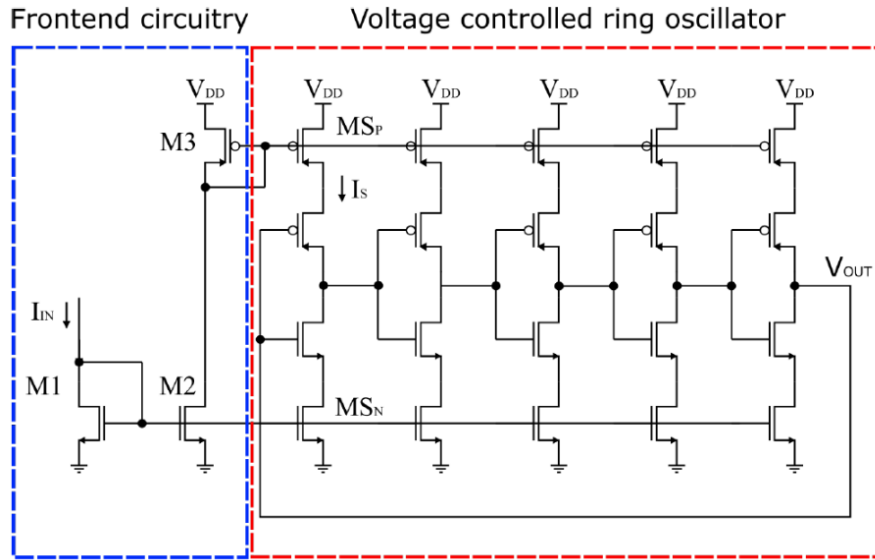 Frontend circuitry
Voltage controlled ring oscillator
VDD VDD VDD VDD VDD VDD
M3
MSP
IS
VOUT
IIN
M1
M2
MSN